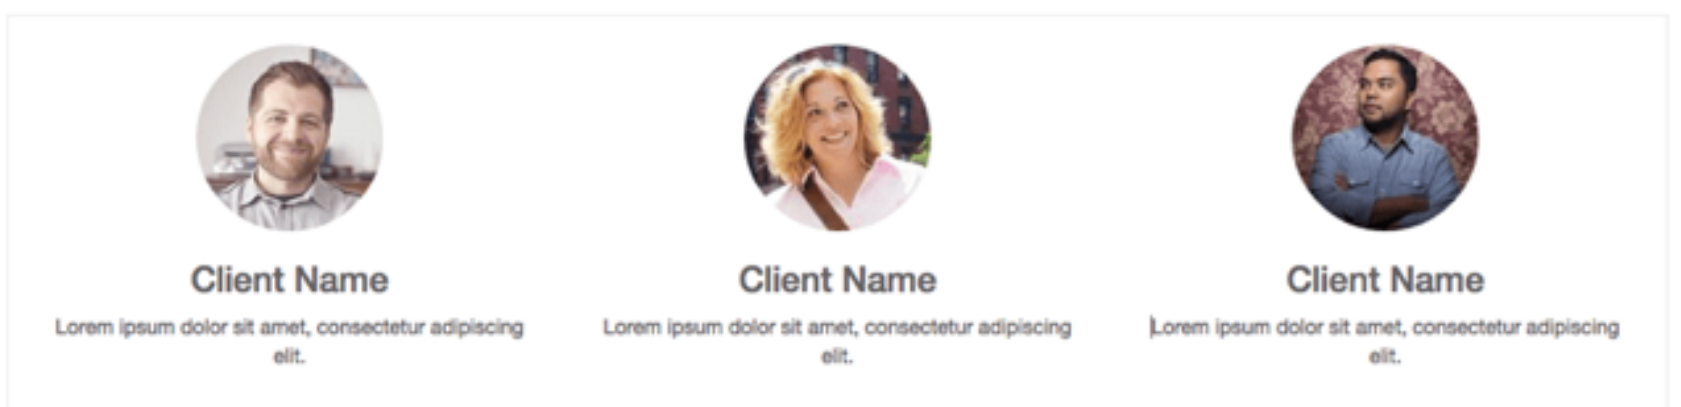 Client Name
Lorem ipsum dolor sit amet, consectetur adipiscing
elit.
Client Name
Lorem ipsum dolor sit amet, consectetur adipiscing
elit.
Client Name
Lorem ipsum dolor sit amet, consectetur adipiscing
elit.